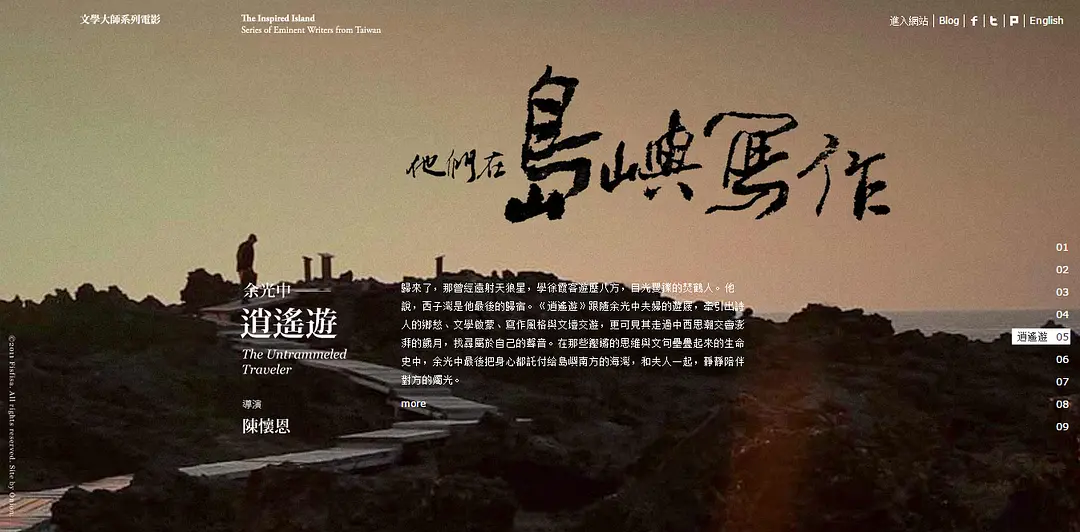 文學大師系列電影
The Inspired Island
Series of Eminent Writers from Taiwan
進入網站 | Blog | f | t | P | English
他們在島嶼寫作
01
02
03
04
逍遙遊 05
06
07
08
09
余光中
逍遙遊
The Untrammeled
Traveler
導演
陳懷恩
歸來了，那曾經遠射天狼星，學徐霞客遊歷八方，目光矍鑠的焚鶴人。他
說，西子灣是他最後的歸宿。《逍遙遊》跟隨余光中夫婦的遊蹤，牽引出詩
人的鄉愁、文學啟蒙、寫作風格與文壇交遊，更可見其走過中西思潮交會澎
湃的歲月，找尋屬於自己的聲音。在那些鏗鏘的思維與文句疊疊起來的生命
史中，余光中最後把身心都託付給島嶼南方的海濱，和夫人一起，靜靜陪伴
對方的燭光。
more
©2011 Fisfisa. All rights reserved. Site by